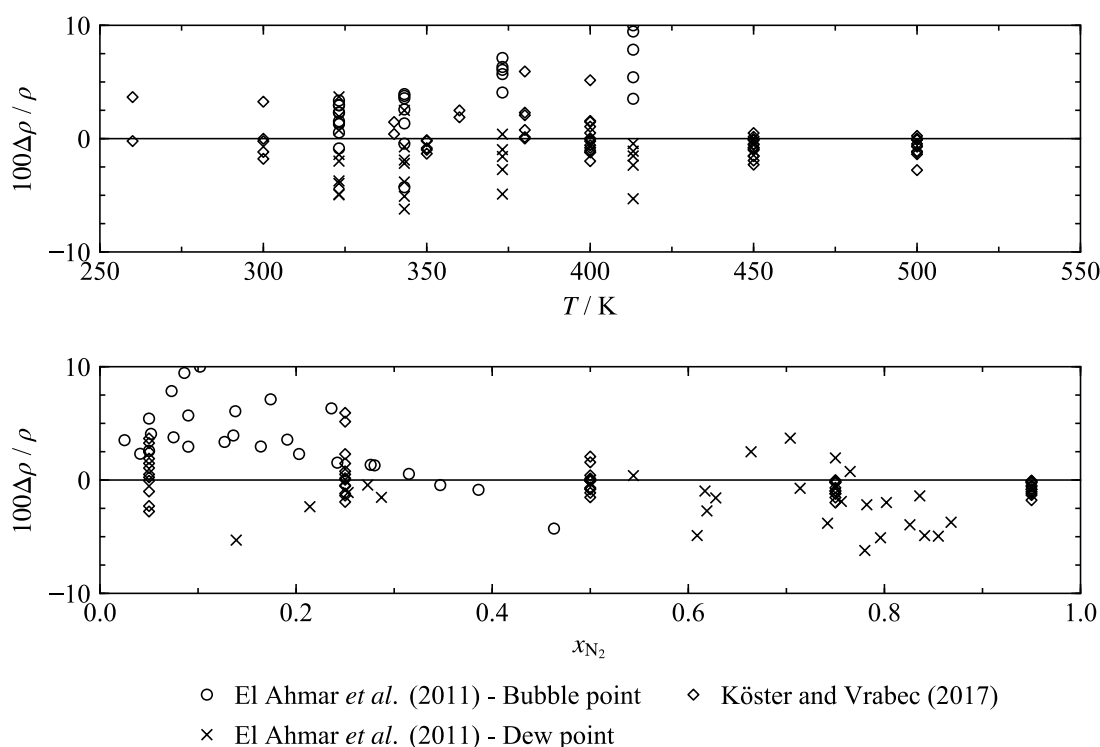 10
0
−10
100Δρ / ρ
250 300 350 400 450 500 550
T / K
10
0
−10
100Δρ / ρ
0.0 0.2 0.4 0.6 0.8 1.0
xN2
El Ahmar et al. (2011) - Bubble point
Köster and Vrabec (2017)
El Ahmar et al. (2011) - Dew point